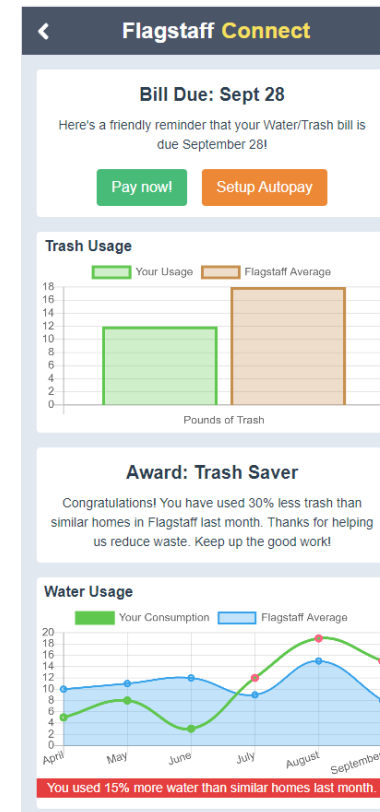 Flagstaff Connect
Bill Due: Sept 28
Here's a friendly reminder that your Water/Trash bill is
due September 28!
Pay now!
Setup Autopay
Trash Usage
Your Usage
Flagstaff Average
18
16
14
12
10
8
6
4
2
0
Pounds of Trash
Award: Trash Saver
Congratulations! You have used 30% less trash than
similar homes in Flagstaff last month. Thanks for helping
us reduce waste. Keep up the good work!
Water Usage
Your Consumption
Flagstaff Average
20
18
16
14
12
10
8
6
4
2
0
April
May
June
July
August
September
You used 15% more water than similar homes last month.